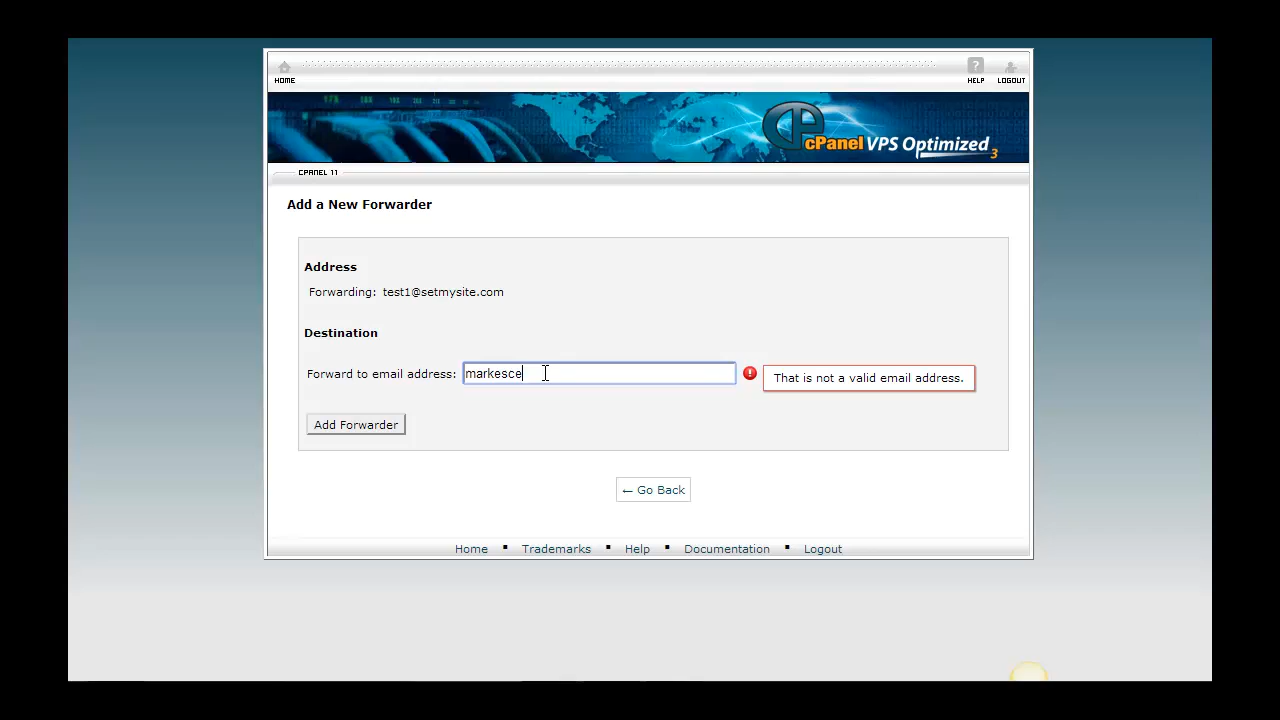 HOME
HELP
LOGOUT
cPanel VPS Optimized 3
CPANEL 11
Add a New Forwarder
Address
Forwarding: test1@setmysite.com
Destination
Forward to email address: markesce
That is not a valid email address.
Add Forwarder
← Go Back
Home ▪ Trademarks ▪ Help ▪ Documentation ▪ Logout